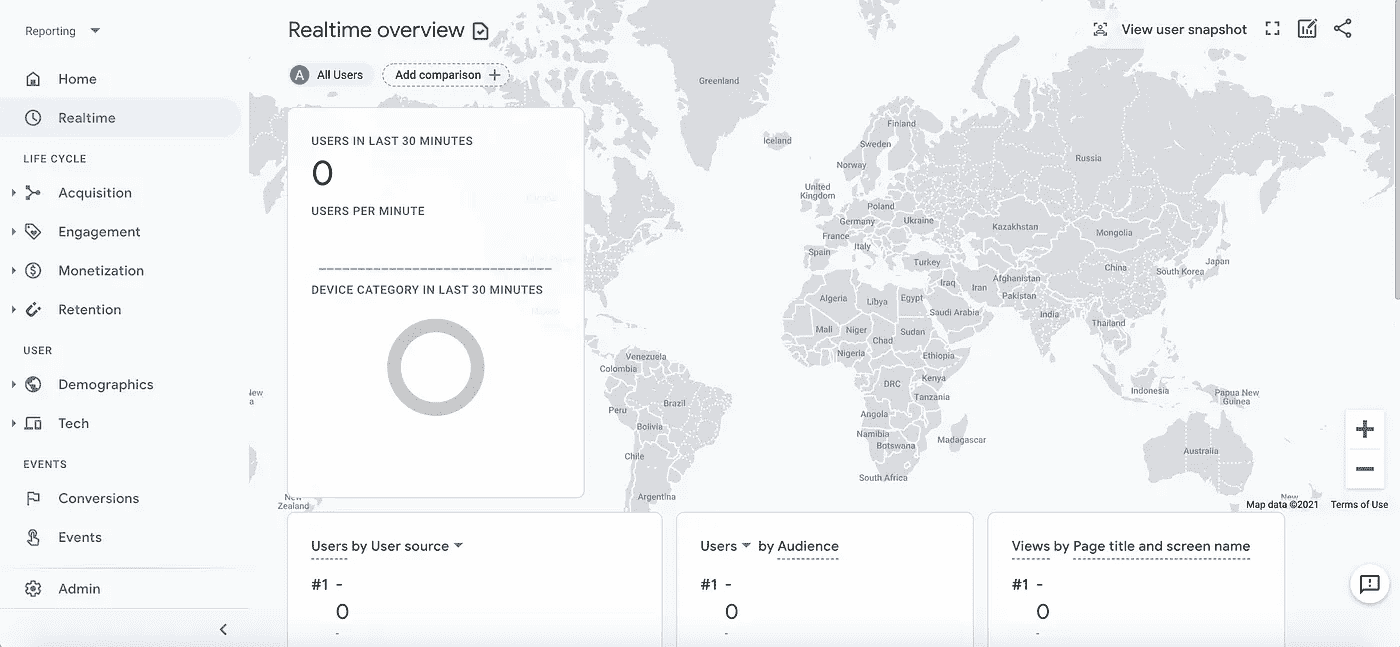 Reporting
Home
Realtime
LIFE CYCLE
Acquisition
Engagement
Monetization
Retention
USER
Demographics
Tech
EVENTS
Conversions
Events
Admin
Realtime overview
View user snapshot
A All Users
Add comparison
USERS IN LAST 30 MINUTES
0
USERS PER MINUTE
DEVICE CATEGORY IN LAST 30 MINUTES
Greenland
Iceland
Finland
Sweden
Norway
Russia
United
Kingdom
Poland
Germany
Ukraine
France
Kazakhstan
Mongolia
Italy
Spain
Turkey
China
South Korea
Japan
Iraq
Iran
Afghanistan
Pakistan
Algeria
Libya
Egypt
Saudi Arabia
India
Thailand
Mali
Niger
Chad
Sudan
Nigeria
Ethiopia
Venezuela
Colombia
DRC
Kenya
Tanzania
Indonesia
Papua New
Guinea
Peru
Brazil
Bolivia
Angola
Namibia
Botswana
Madagascar
Australia
Chile
South Africa
Argentina
New
Zealand
New
Map data ©2021
Terms of Use
Users by User source
#1 -
0
-
Users by Audience
#1 -
0
-
Views by Page title and screen name
#1 -
0
-